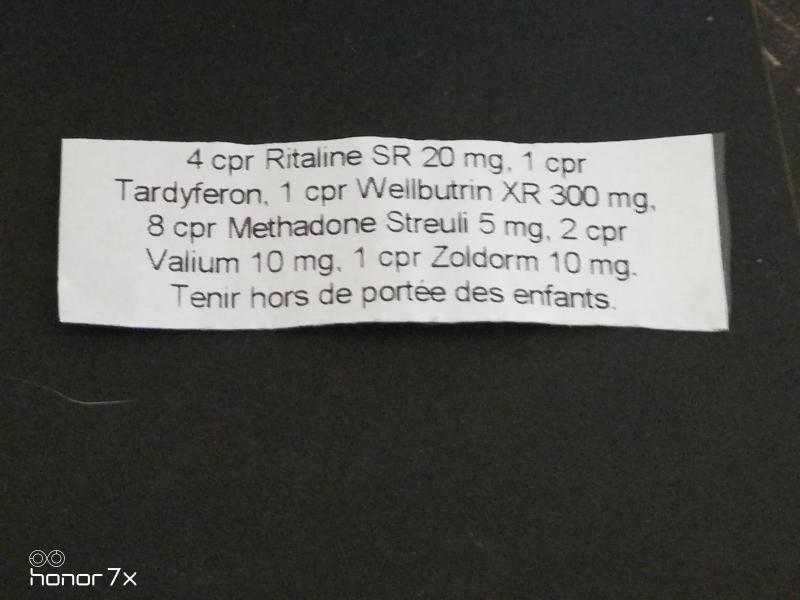 4 cpr Ritaline SR 20 mg, 1 cpr
Tardyferon, 1 cpr Wellbutrin XR 300 mg,
8 cpr Methadone Streuli 5 mg, 2 cpr
Valium 10 mg, 1 cpr Zoldorm 10 mg.
Tenir hors de portée des enfants.
honor 7x